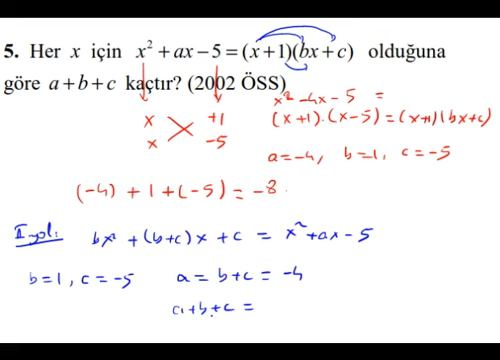 5. Her x için x² + ax − 5 = (x + 1)(bx + c) olduğuna
göre a + b + c kaçtır? (2002 ÖSS)
x +1
x −5
x² − 4x − 5 =
(x+1).(x−5) = (x+1)(bx+c)
a = −4, b = 1, c = −5
(−4) + 1 + (−5) = −8.
II yol:
bx² + (b+c)x + c = x² + ax − 5
b = 1, c = −5 a = b + c = −4
a + b + c =